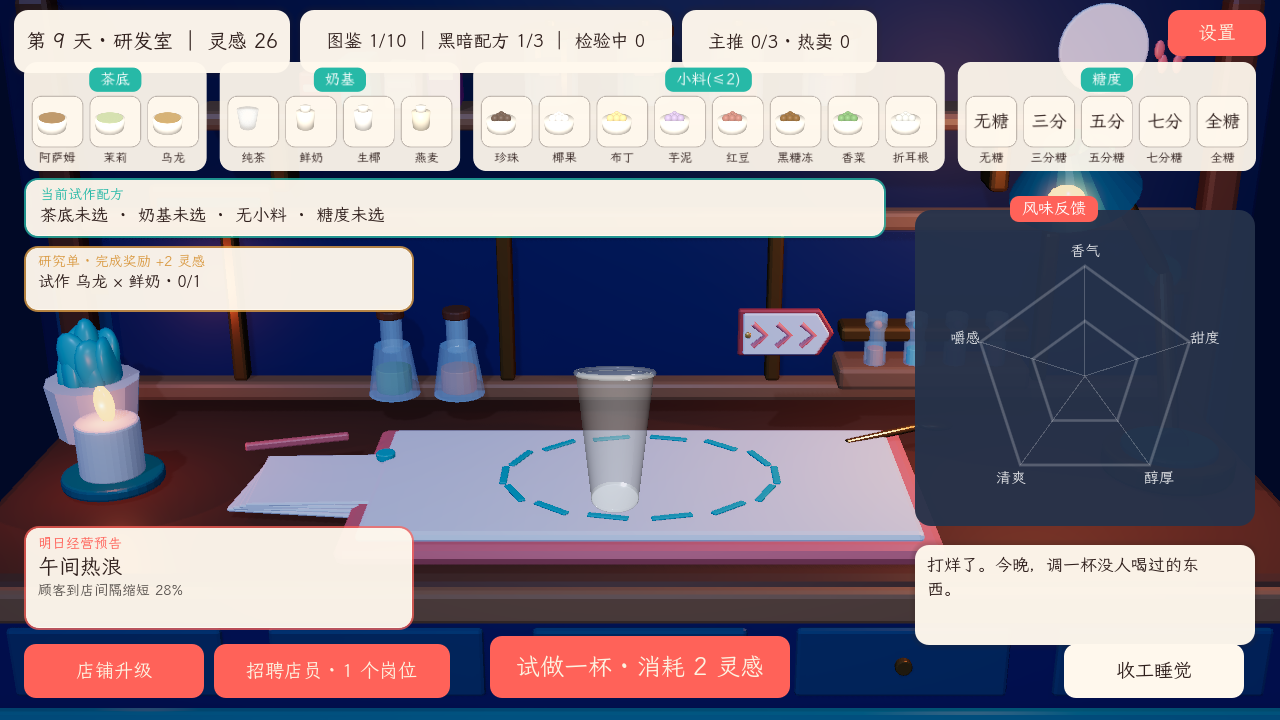 第 9 天·研发室 ｜ 灵感 26
图鉴 1/10 ｜ 黑暗配方 1/3 ｜ 检验中 0
主推 0/3·热卖 0
设置
茶底
阿萨姆 茉莉 乌龙
奶基
纯茶 鲜奶 生椰 燕麦
小料(≤2)
珍珠 椰果 布丁 芋泥 红豆 黑糖冻 香菜 折耳根
糖度
无糖 三分 五分 七分 全糖
无糖 三分糖 五分糖 七分糖 全糖
当前试作配方
茶底未选 · 奶基未选 · 无小料 · 糖度未选
研究单·完成奖励 +2 灵感
试作 乌龙 × 鲜奶·0/1
风味反馈
香气
嚼感
甜度
清爽
醇厚
明日经营预告
午间热浪
顾客到店间隔缩短 28%
打烊了。今晚, 调一杯没人喝过的东
西。
店铺升级
招聘店员·1 个岗位
试做一杯·消耗 2 灵感
收工睡觉